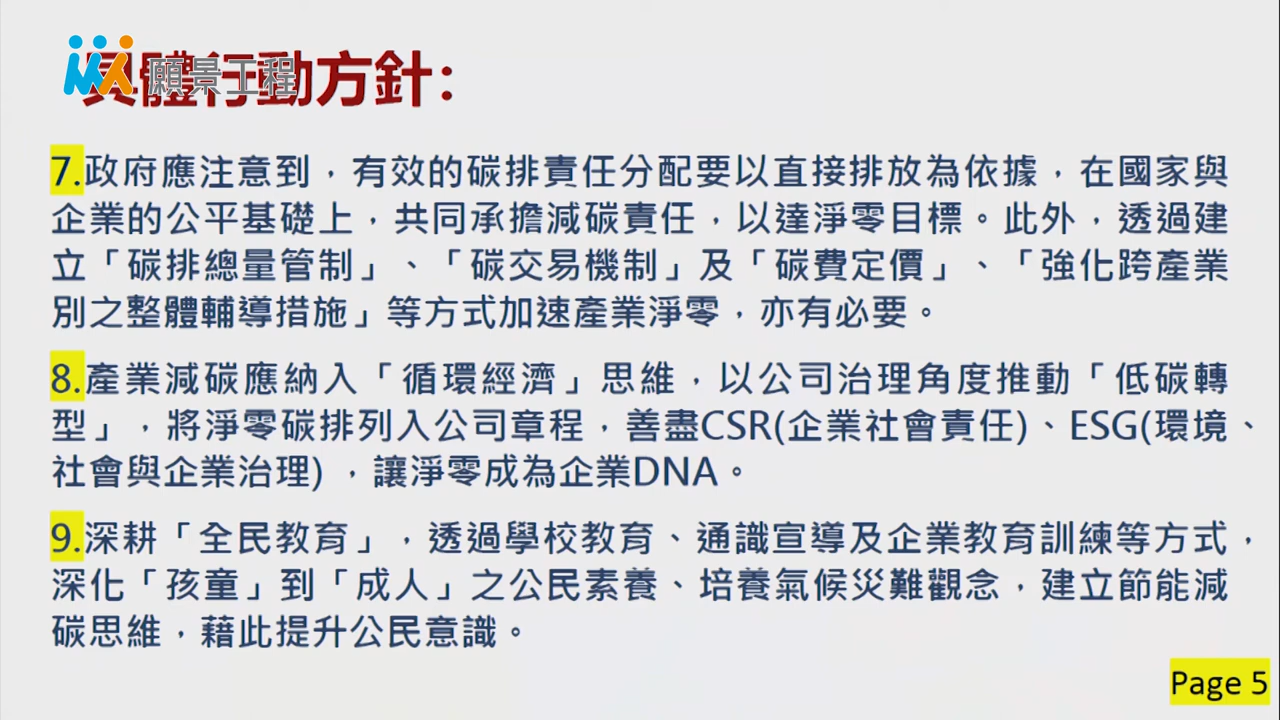 願景工程
具體行動方針：
7.政府應注意到，有效的碳排責任分配要以直接排放為依據，在國家與
企業的公平基礎上，共同承擔減碳責任，以達淨零目標。此外，透過建
立「碳排總量管制」、「碳交易機制」及「碳費定價」、「強化跨產業
別之整體輔導措施」等方式加速產業淨零，亦有必要。
8.產業減碳應納入「循環經濟」思維，以公司治理角度推動「低碳轉
型」，將淨零碳排列入公司章程，善盡CSR(企業社會責任)、ESG(環境、
社會與企業治理) ，讓淨零成為企業DNA。
9.深耕「全民教育」，透過學校教育、通識宣導及企業教育訓練等方式，
深化「孩童」到「成人」之公民素養、培養氣候災難觀念，建立節能減
碳思維，藉此提升公民意識。
Page 5